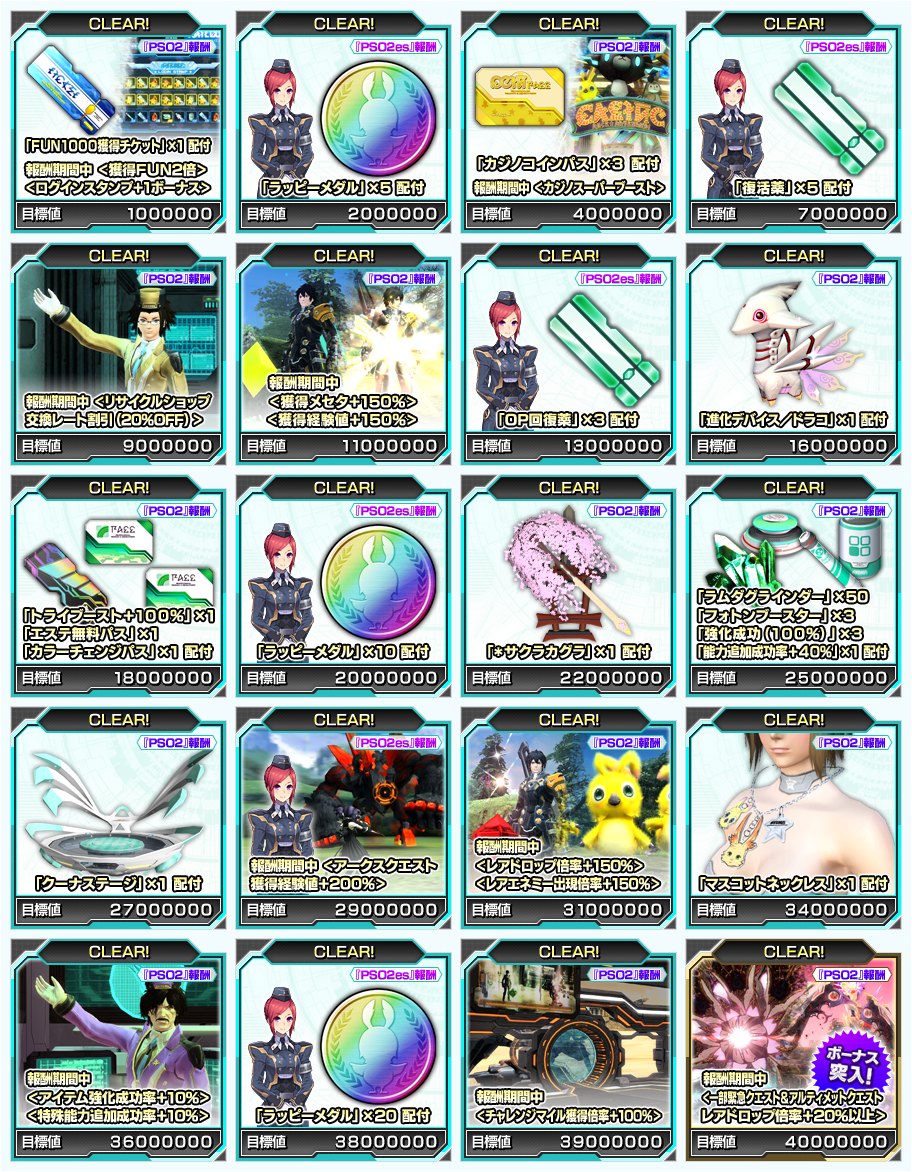 CLEAR!
『PSO2』報酬
「FUN1000獲得チケット」×1 配付
報酬期間中 <獲得FUN2倍>
<ログインスタンプ+1ボーナス>
目標値 1000000
CLEAR!
『PSO2es』報酬
「ラッピーメダル」×5 配付
目標値 2000000
CLEAR!
『PSO2』報酬
「カジノコインパス」×3 配付
報酬期間中 <カジノスーパーブースト>
目標値 4000000
CLEAR!
『PSO2es』報酬
「復活薬」×5 配付
目標値 7000000
CLEAR!
『PSO2』報酬
報酬期間中 <リサイクルショップ
交換レート割引(20%OFF)>
目標値 9000000
CLEAR!
『PSO2』報酬
報酬期間中
<獲得メセタ+150%>
<獲得経験値+150%>
目標値 11000000
CLEAR!
『PSO2es』報酬
「OP回復薬」×3 配付
目標値 13000000
CLEAR!
『PSO2』報酬
「進化デバイス/ドラコ」×1 配付
目標値 16000000
CLEAR!
『PSO2』報酬
「トライブースト+100%」×1
「エステ無料パス」×1
「カラーチェンジパス」×1 配付
目標値 18000000
CLEAR!
『PSO2es』報酬
「ラッピーメダル」×10 配付
目標値 20000000
CLEAR!
『PSO2』報酬
「*サクラカグラ」×1 配付
目標値 22000000
CLEAR!
『PSO2』報酬
「ラムダグラインダー」×50
「フォトンブースター」×3
「強化成功(100%)」×3
「能力追加成功率+40%」×1 配付
目標値 25000000
CLEAR!
『PSO2』報酬
「クーナステージ」×1 配付
目標値 27000000
CLEAR!
『PSO2es』報酬
報酬期間中 <アークスクエスト
獲得経験値+200%>
目標値 29000000
CLEAR!
『PSO2』報酬
報酬期間中
<レアドロップ倍率+150%>
<レアエネミー出現倍率+150%>
目標値 31000000
CLEAR!
『PSO2』報酬
「マスコットネックレス」×1 配付
目標値 34000000
CLEAR!
『PSO2』報酬
報酬期間中
<アイテム強化成功率+10%>
<特殊能力追加成功率+10%>
目標値 36000000
CLEAR!
『PSO2es』報酬
「ラッピーメダル」×20 配付
目標値 38000000
CLEAR!
『PSO2』報酬
報酬期間中
<チャレンジマイル獲得倍率+100%>
目標値 39000000
CLEAR!
『PSO2』報酬
ボーナス
突入!
報酬期間中
<一部緊急クエスト&アルティメットクエスト
レアドロップ倍率+20%以上>
目標値 40000000